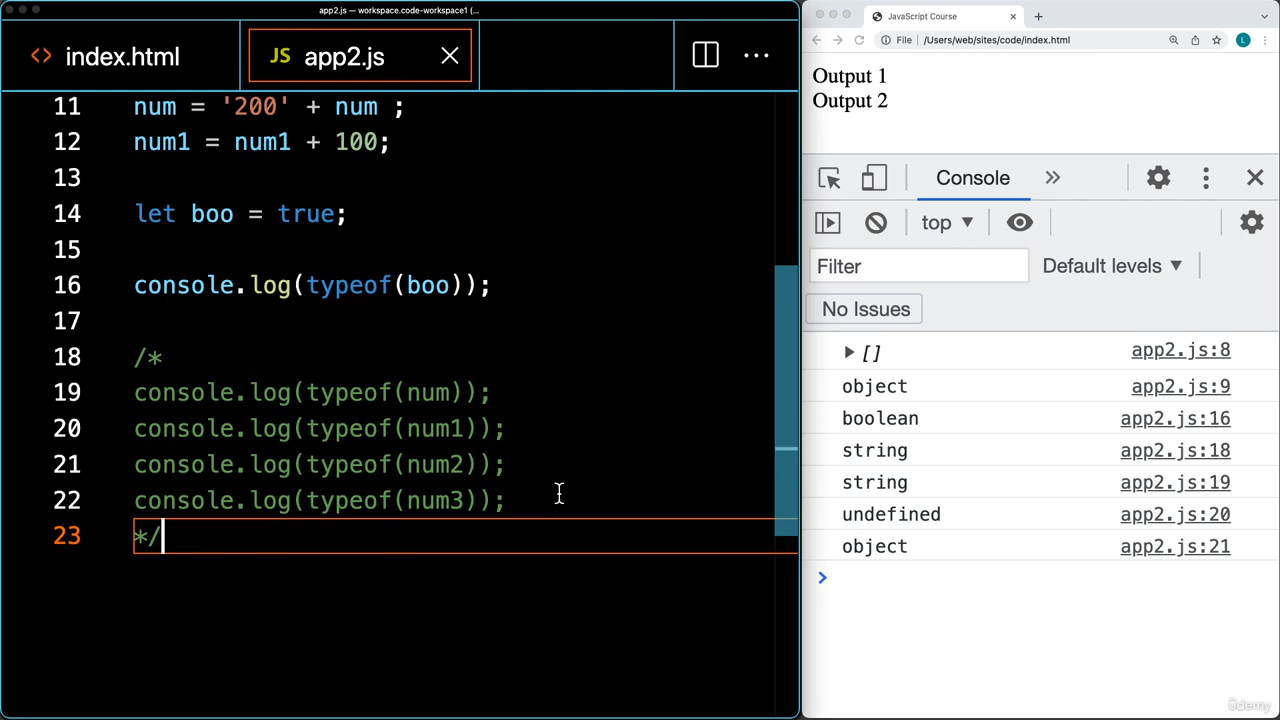 app2.js — workspace.code-workspace1 (...
<> index.html
JS app2.js
11 num = '200' + num ;
12 num1 = num1 + 100;
13
14 let boo = true;
15
16 console.log(typeof(boo));
17
18 /*
19 console.log(typeof(num));
20 console.log(typeof(num1));
21 console.log(typeof(num2));
22 console.log(typeof(num3));
23 */
JavaScript Course
File /Users/web/sites/code/index.html L
Output 1
Output 2
Console
top
Filter Default levels
No Issues
[] app2.js:8
object app2.js:9
boolean app2.js:16
string app2.js:18
string app2.js:19
undefined app2.js:20
object app2.js:21
udemy